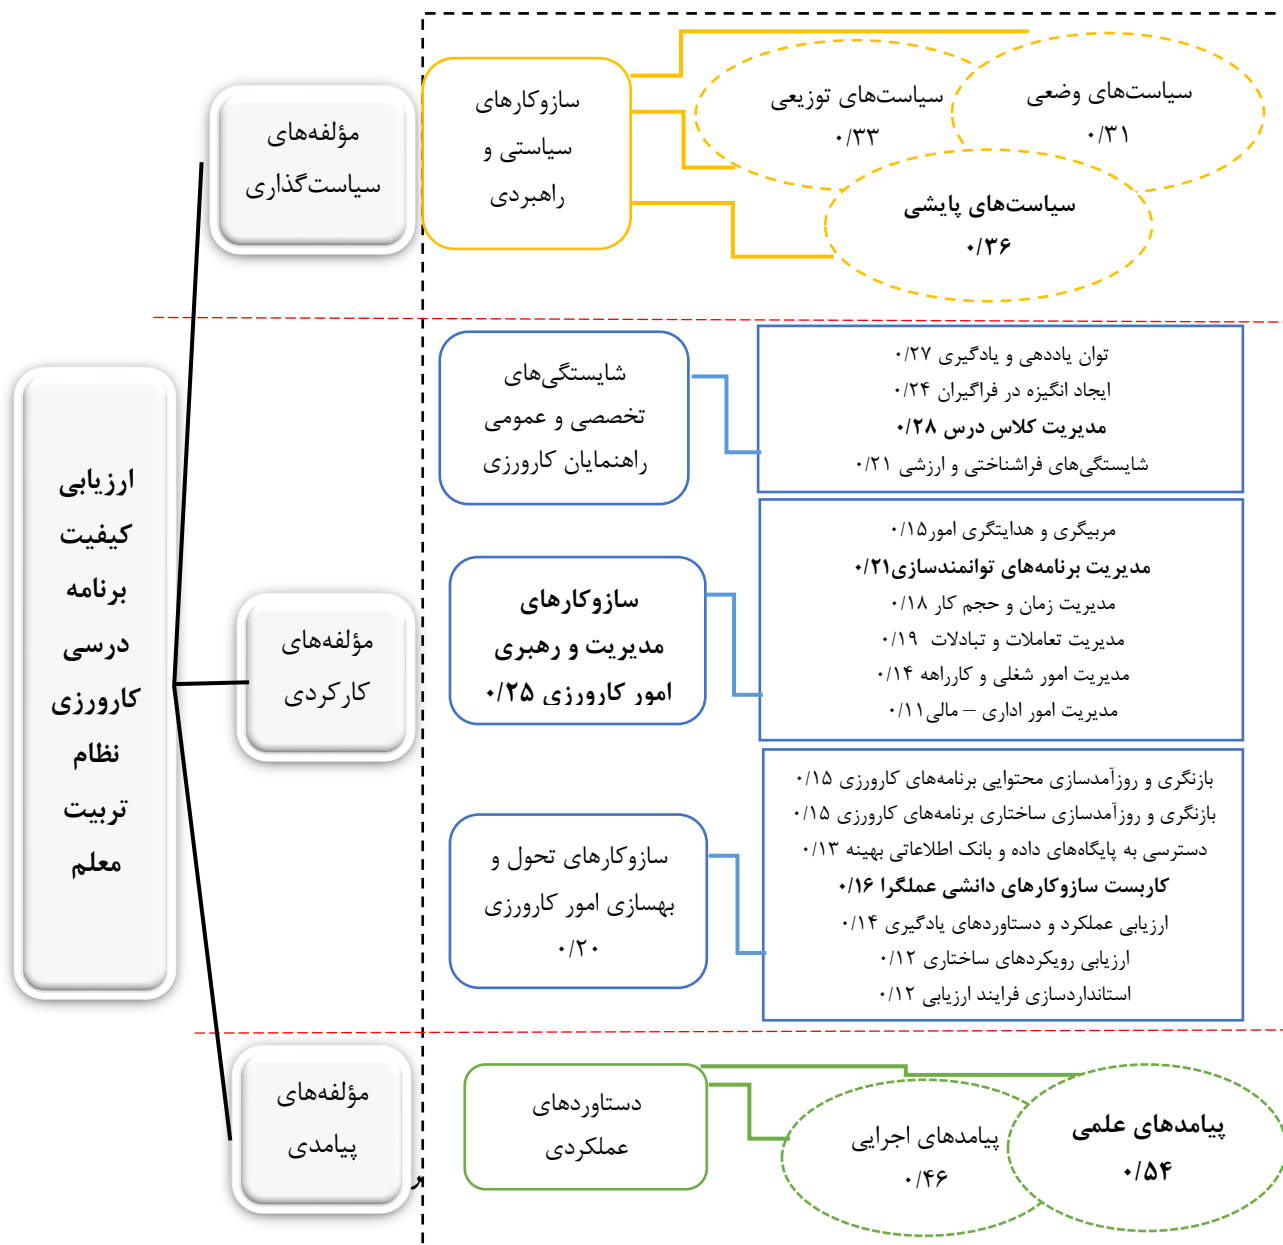 ارزیابی
کیفیت
برنامه
درسی
کارورزی
نظام
تربیت
معلم
مؤلفه‌های
سیاست‌گذاری
سازوکارهای
سیاستی و
راهبردی
سیاست‌های وضعی
۰/۳۱
سیاست‌های توزیعی
۰/۳۳
سیاست‌های پایشی
۰/۳۶
مؤلفه‌های
کارکردی
شایستگی‌های
تخصصی و عمومی
راهنمایان کارورزی
توان یاددهی و یادگیری ۰/۲۷
ایجاد انگیزه در فراگیران ۰/۲۴
مدیریت کلاس درس ۰/۲۸
شایستگی‌های فراشناختی و ارزشی ۰/۲۱
سازوکارهای
مدیریت و رهبری
امور کارورزی ۰/۲۵
مربیگری و هدایتگری امور۰/۱۵
مدیریت برنامه‌های توانمندسازی۰/۲۱
مدیریت زمان و حجم کار ۰/۱۸
مدیریت تعاملات و تبادلات ۰/۱۹
مدیریت امور شغلی و کارراهه ۰/۱۴
مدیریت امور اداری – مالی۰/۱۱
سازوکارهای تحول و
بهسازی امور کارورزی
۰/۲۰
بازنگری و روزآمدسازی محتوایی برنامه‌های کارورزی ۰/۱۵
بازنگری و روزآمدسازی ساختاری برنامه‌های کارورزی ۰/۱۵
دسترسی به پایگاه‌های داده و بانک اطلاعاتی بهینه ۰/۱۳
کاربست سازوکارهای دانشی عملگرا ۰/۱۶
ارزیابی عملکرد و دستاوردهای یادگیری ۰/۱۴
ارزیابی رویکردهای ساختاری ۰/۱۲
استانداردسازی فرایند ارزیابی ۰/۱۲
مؤلفه‌های
پیامدی
دستاوردهای
عملکردی
پیامدهای علمی
۰/۵۴
پیامدهای اجرایی
۰/۴۶